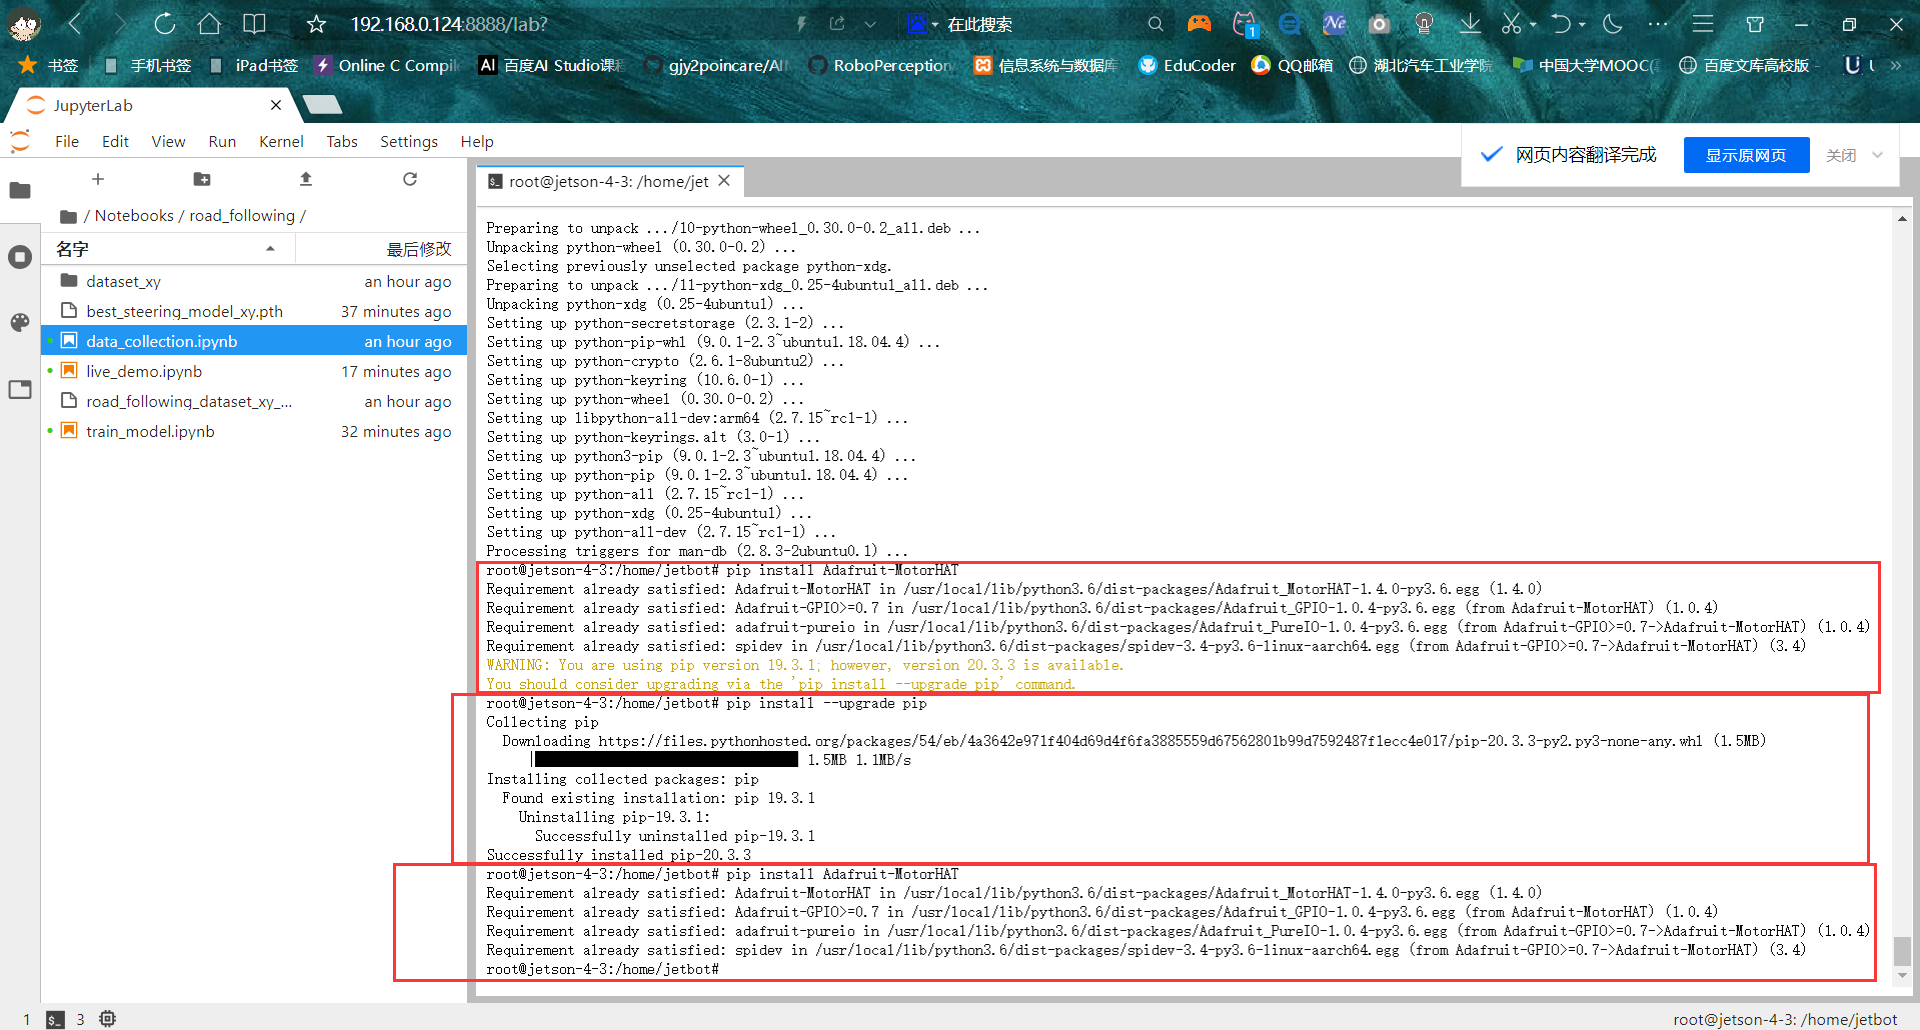 192.168.0.124:8888/lab?
在此搜索
1
书签
手机书签
iPad书签
Online C Compil
AI 百度AI Studio课程
gjy2poincare/AI
RoboPerception
信息系统与数据库
EduCoder
QQ邮箱
湖北汽车工业学院
中国大学MOOC(
百度文库高校版
JupyterLab
File Edit View Run Kernel Tabs Settings Help
网页内容翻译完成
显示原网页
关闭
root@jetson-4-3: /home/jet
/ Notebooks / road_following /
名字 最后修改
dataset_xy an hour ago
best_steering_model_xy.pth 37 minutes ago
data_collection.ipynb an hour ago
live_demo.ipynb 17 minutes ago
road_following_dataset_xy_... an hour ago
train_model.ipynb 32 minutes ago
Preparing to unpack .../10-python-wheel_0.30.0-0.2_all.deb ...
Unpacking python-wheel (0.30.0-0.2) ...
Selecting previously unselected package python-xdg.
Preparing to unpack .../11-python-xdg_0.25-4ubuntu1_all.deb ...
Unpacking python-xdg (0.25-4ubuntu1) ...
Setting up python-secretstorage (2.3.1-2) ...
Setting up python-pip-whl (9.0.1-2.3~ubuntu1.18.04.4) ...
Setting up python-crypto (2.6.1-8ubuntu2) ...
Setting up python-keyring (10.6.0-1) ...
Setting up python-wheel (0.30.0-0.2) ...
Setting up libpython-all-dev:arm64 (2.7.15~rc1-1) ...
Setting up python-keyrings.alt (3.0-1) ...
Setting up python3-pip (9.0.1-2.3~ubuntu1.18.04.4) ...
Setting up python-pip (9.0.1-2.3~ubuntu1.18.04.4) ...
Setting up python-all (2.7.15~rc1-1) ...
Setting up python-xdg (0.25-4ubuntu1) ...
Setting up python-all-dev (2.7.15~rc1-1) ...
Processing triggers for man-db (2.8.3-2ubuntu0.1) ...
root@jetson-4-3:/home/jetbot# pip install Adafruit-MotorHAT
Requirement already satisfied: Adafruit-MotorHAT in /usr/local/lib/python3.6/dist-packages/Adafruit_MotorHAT-1.4.0-py3.6.egg (1.4.0)
Requirement already satisfied: Adafruit-GPIO>=0.7 in /usr/local/lib/python3.6/dist-packages/Adafruit_GPIO-1.0.4-py3.6.egg (from Adafruit-MotorHAT) (1.0.4)
Requirement already satisfied: adafruit-pureio in /usr/local/lib/python3.6/dist-packages/Adafruit_PureIO-1.0.4-py3.6.egg (from Adafruit-GPIO>=0.7->Adafruit-MotorHAT) (1.0.4)
Requirement already satisfied: spidev in /usr/local/lib/python3.6/dist-packages/spidev-3.4-py3.6-linux-aarch64.egg (from Adafruit-GPIO>=0.7->Adafruit-MotorHAT) (3.4)
WARNING: You are using pip version 19.3.1; however, version 20.3.3 is available.
You should consider upgrading via the 'pip install --upgrade pip' command.
root@jetson-4-3:/home/jetbot# pip install --upgrade pip
Collecting pip
Downloading https://files.pythonhosted.org/packages/54/eb/4a3642e971f404d69d4f6fa3885559d67562801b99d7592487f1ecc4e017/pip-20.3.3-py2.py3-none-any.whl (1.5MB)
1.5MB 1.1MB/s
Installing collected packages: pip
Found existing installation: pip 19.3.1
Uninstalling pip-19.3.1:
Successfully uninstalled pip-19.3.1
Successfully installed pip-20.3.3
root@jetson-4-3:/home/jetbot# pip install Adafruit-MotorHAT
Requirement already satisfied: Adafruit-MotorHAT in /usr/local/lib/python3.6/dist-packages/Adafruit_MotorHAT-1.4.0-py3.6.egg (1.4.0)
Requirement already satisfied: Adafruit-GPIO>=0.7 in /usr/local/lib/python3.6/dist-packages/Adafruit_GPIO-1.0.4-py3.6.egg (from Adafruit-MotorHAT) (1.0.4)
Requirement already satisfied: adafruit-pureio in /usr/local/lib/python3.6/dist-packages/Adafruit_PureIO-1.0.4-py3.6.egg (from Adafruit-GPIO>=0.7->Adafruit-MotorHAT) (1.0.4)
Requirement already satisfied: spidev in /usr/local/lib/python3.6/dist-packages/spidev-3.4-py3.6-linux-aarch64.egg (from Adafruit-GPIO>=0.7->Adafruit-MotorHAT) (3.4)
root@jetson-4-3:/home/jetbot#
1 3 root@jetson-4-3: /home/jetbot